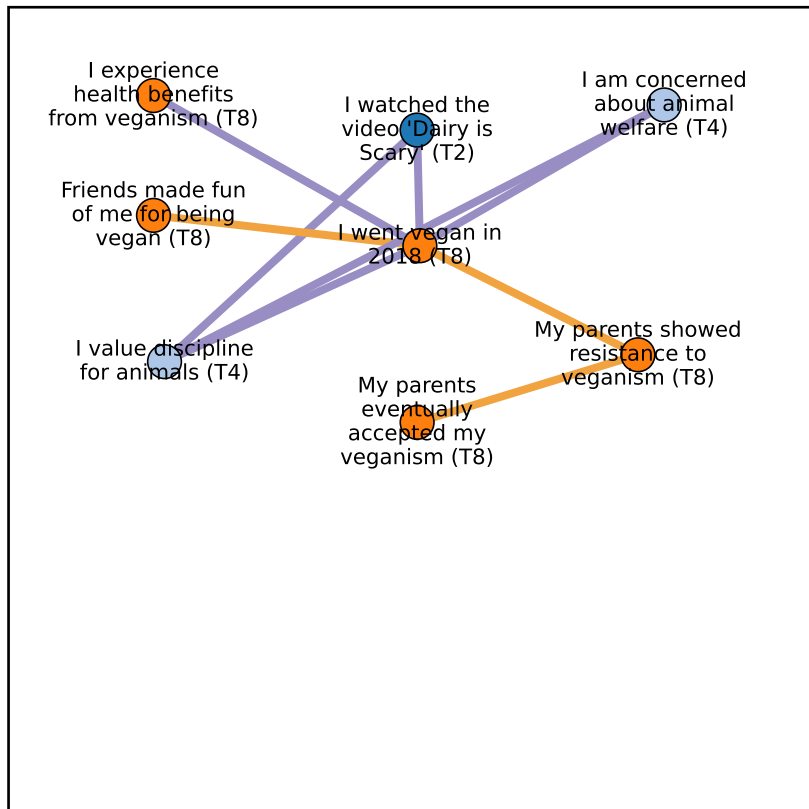 I experience
health benefits
from veganism (T8)
I watched the
video 'Dairy is
Scary' (T2)
I am concerned
about animal
welfare (T4)
Friends made fun
of me for being
vegan (T8)
I went vegan in
2018 (T8)
I value discipline
for animals (T4)
My parents showed
resistance to
veganism (T8)
My parents
eventually
accepted my
veganism (T8)